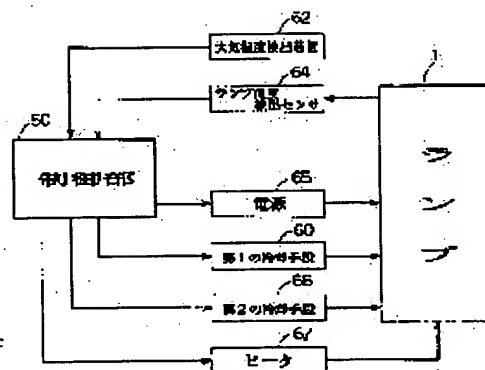 62
大気温度検出装置
64
ランプ温度
検出センサ
1
50
制御部
65
電源
60
第1の冷却手段
66
第2の冷却手段
ヒータ
ランプ